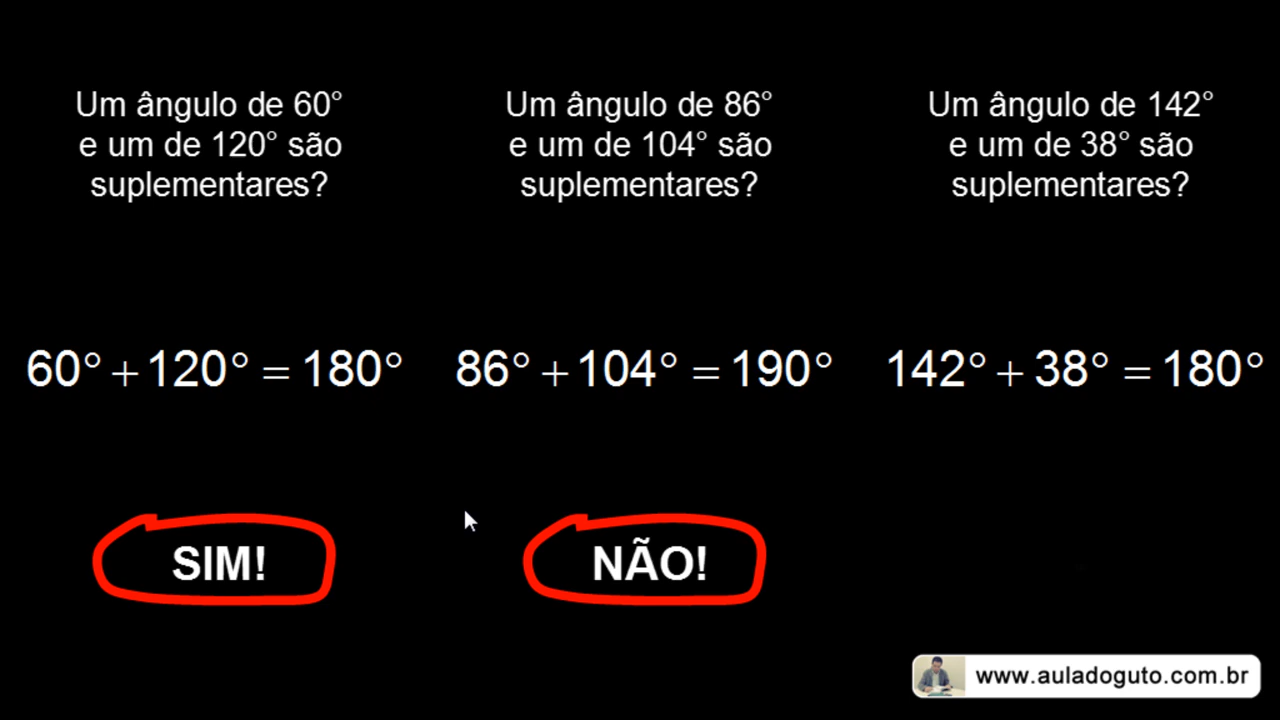 Um ângulo de 60°
e um de 120° são
suplementares?
Um ângulo de 86°
e um de 104° são
suplementares?
Um ângulo de 142°
e um de 38° são
suplementares?
60° + 120° = 180°
86° + 104° = 190°
142° + 38° = 180°
SIM!
NÃO!
www.auladoguto.com.br